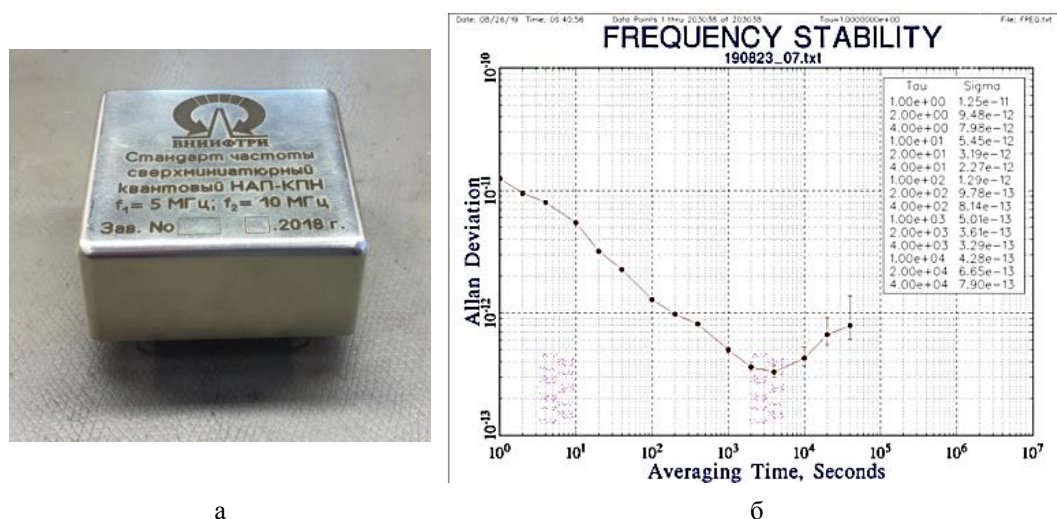 ВНИИФТРИ
Стандарт частоты
сверхминиатюрный
квантовый НАП-КПН
f₁= 5 МГц; f₂= 10 МГц
Зав. No .2018 г.
а
Date: 08/26/19 Time: 05:40:56 Data Points 1 thru 203038 of 203038 Tau=1.0000000e+00 File: FREQ.txt
FREQUENCY STABILITY
190823_07.txt
Tau Sigma
1.00e+00 1.25e-11
2.00e+00 9.48e-12
4.00e+00 7.98e-12
1.00e+01 5.45e-12
2.00e+01 3.19e-12
4.00e+01 2.27e-12
1.00e+02 1.29e-12
2.00e+02 9.78e-13
4.00e+02 8.14e-13
1.00e+03 5.01e-13
2.00e+03 3.61e-13
4.00e+03 3.29e-13
1.00e+04 4.28e-13
2.00e+04 6.65e-13
4.00e+04 7.90e-13
Allan Deviation
10⁻¹⁰
10⁻¹¹
10⁻¹²
10⁻¹³
10⁰ 10¹ 10² 10³ 10⁴ 10⁵ 10⁶ 10⁷
Averaging Time, Seconds
б